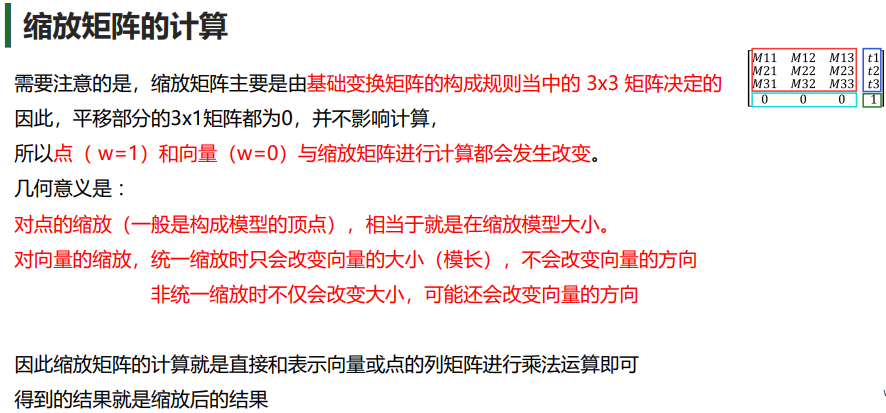 缩放矩阵的计算
M11 M12 M13 t1
M21 M22 M23 t2
M31 M32 M33 t3
0 0 0 1
需要注意的是，缩放矩阵主要是由基础变换矩阵的构成规则当中的 3x3 矩阵决定的
因此，平移部分的3x1矩阵都为0，并不影响计算，
所以点（ w=1）和向量（w=0）与缩放矩阵进行计算都会发生改变。
几何意义是：
对点的缩放（一般是构成模型的顶点），相当于就是在缩放模型大小。
对向量的缩放，统一缩放时只会改变向量的大小（模长），不会改变向量的方向
非统一缩放时不仅会改变大小，可能还会改变向量的方向
因此缩放矩阵的计算就是直接和表示向量或点的列矩阵进行乘法运算即可
得到的结果就是缩放后的结果